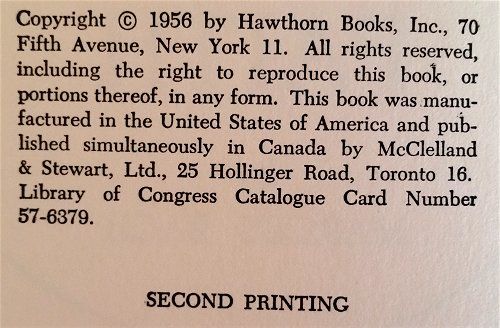 Copyright © 1956 by Hawthorn Books, Inc., 70
Fifth Avenue, New York 11. All rights reserved,
including the right to reproduce this book, or
portions thereof, in any form. This book was manu-
factured in the United States of America and pub-
lished simultaneously in Canada by McClelland
& Stewart, Ltd., 25 Hollinger Road, Toronto 16.
Library of Congress Catalogue Card Number
57-6379.
SECOND PRINTING